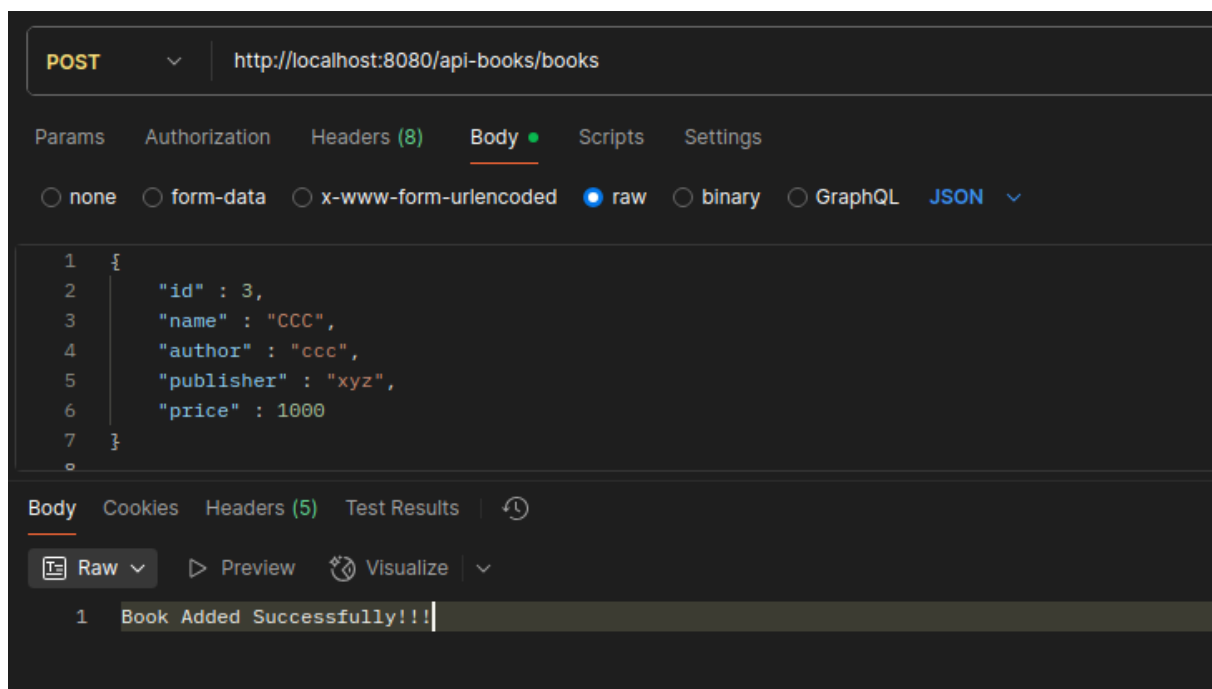 POST http://localhost:8080/api-books/books
Params Authorization Headers (8) Body Scripts Settings
none form-data x-www-form-urlencoded raw binary GraphQL JSON
1 {
2 "id" : 3,
3 "name" : "CCC",
4 "author" : "ccc",
5 "publisher" : "xyz",
6 "price" : 1000
7 }
8
Body Cookies Headers (5) Test Results
Raw Preview Visualize
1 Book Added Successfully!!!